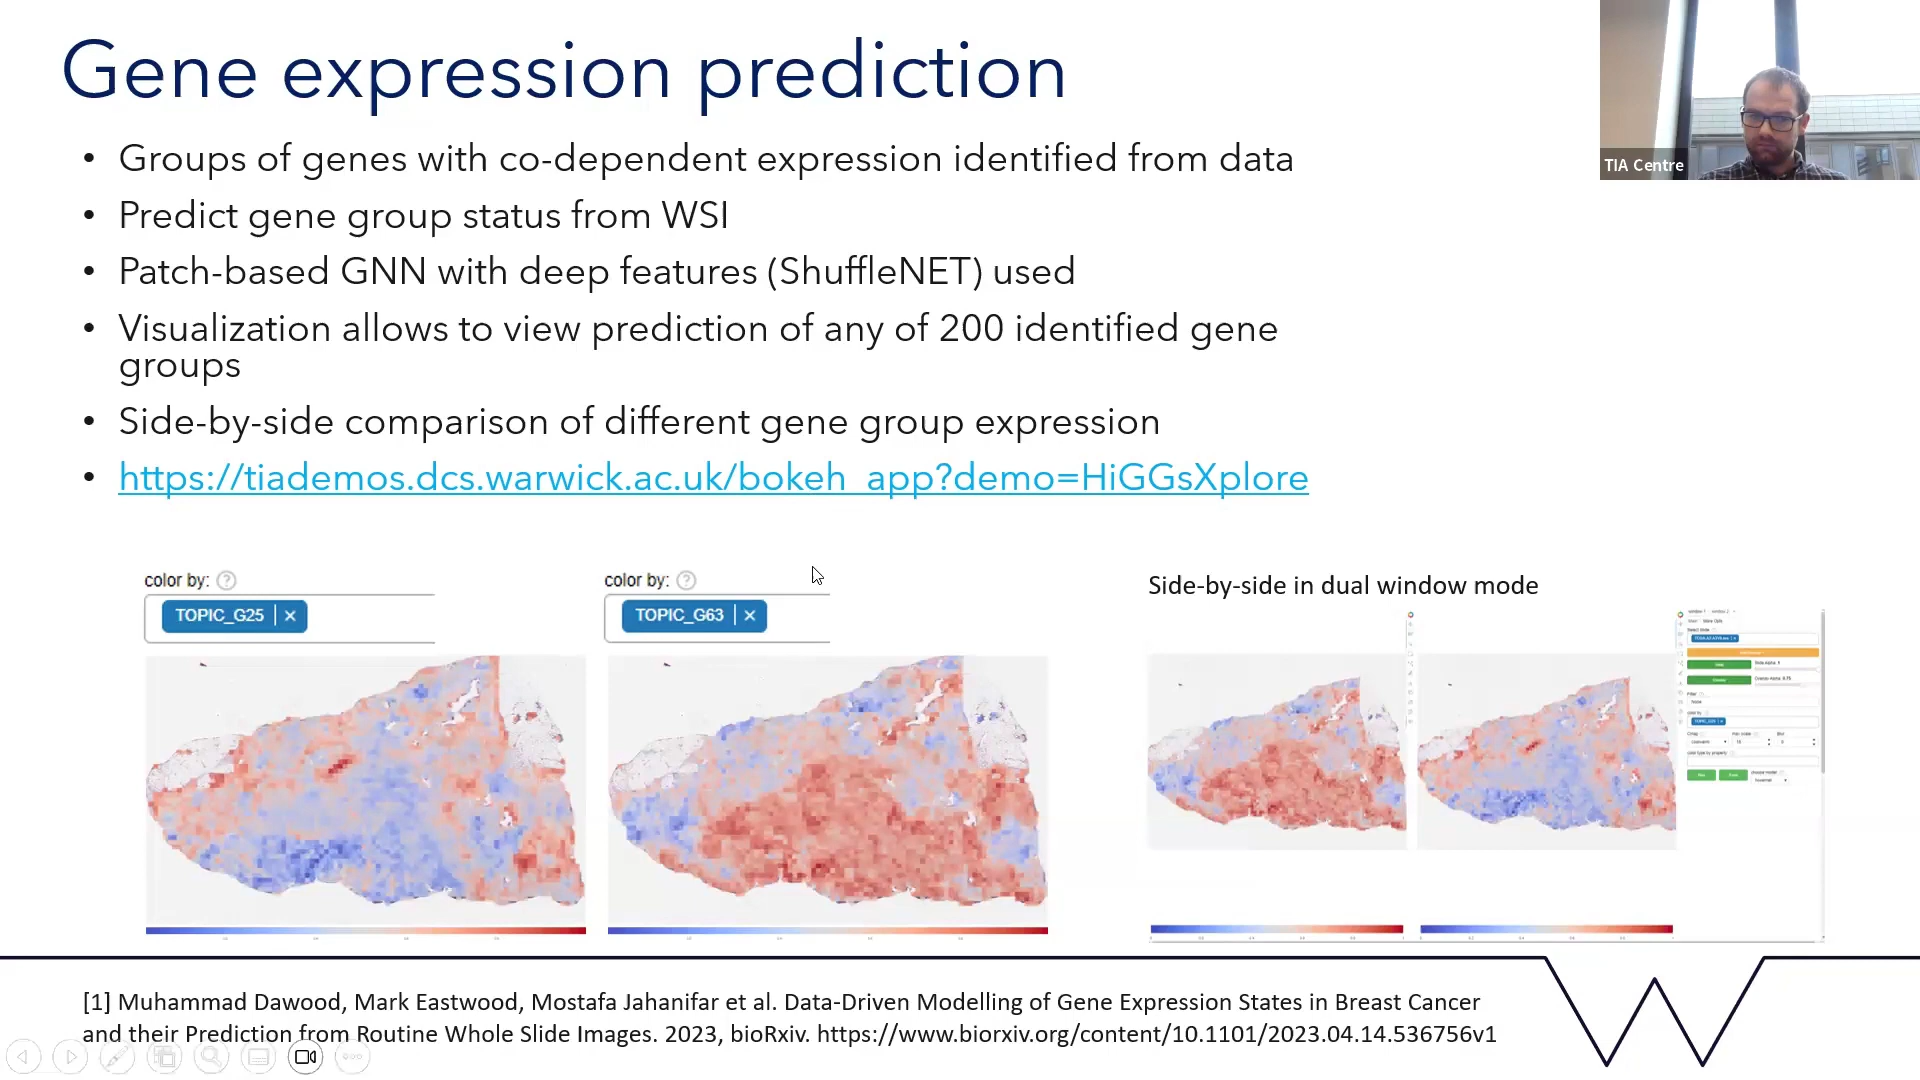 Gene expression prediction
• Groups of genes with co-dependent expression identified from data
• Predict gene group status from WSI
• Patch-based GNN with deep features (ShuffleNET) used
• Visualization allows to view prediction of any of 200 identified gene
groups
• Side-by-side comparison of different gene group expression
• https://tiademos.dcs.warwick.ac.uk/bokeh_app?demo=HiGGsXplore
TIA Centre
color by: ?
TOPIC_G25 | ×
color by: ?
TOPIC_G63 | ×
Side-by-side in dual window mode
[1] Muhammad Dawood, Mark Eastwood, Mostafa Jahanifar et al. Data-Driven Modelling of Gene Expression States in Breast Cancer
and their Prediction from Routine Whole Slide Images. 2023, bioRxiv. https://www.biorxiv.org/content/10.1101/2023.04.14.536756v1